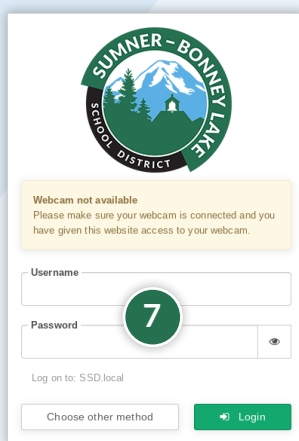 SUMNER-BONNEY LAKE
SCHOOL DISTRICT
Webcam not available
Please make sure your webcam is connected and you
have given this website access to your webcam.
Username
7
Password
Log on to: SSD.local
Choose other method
Login